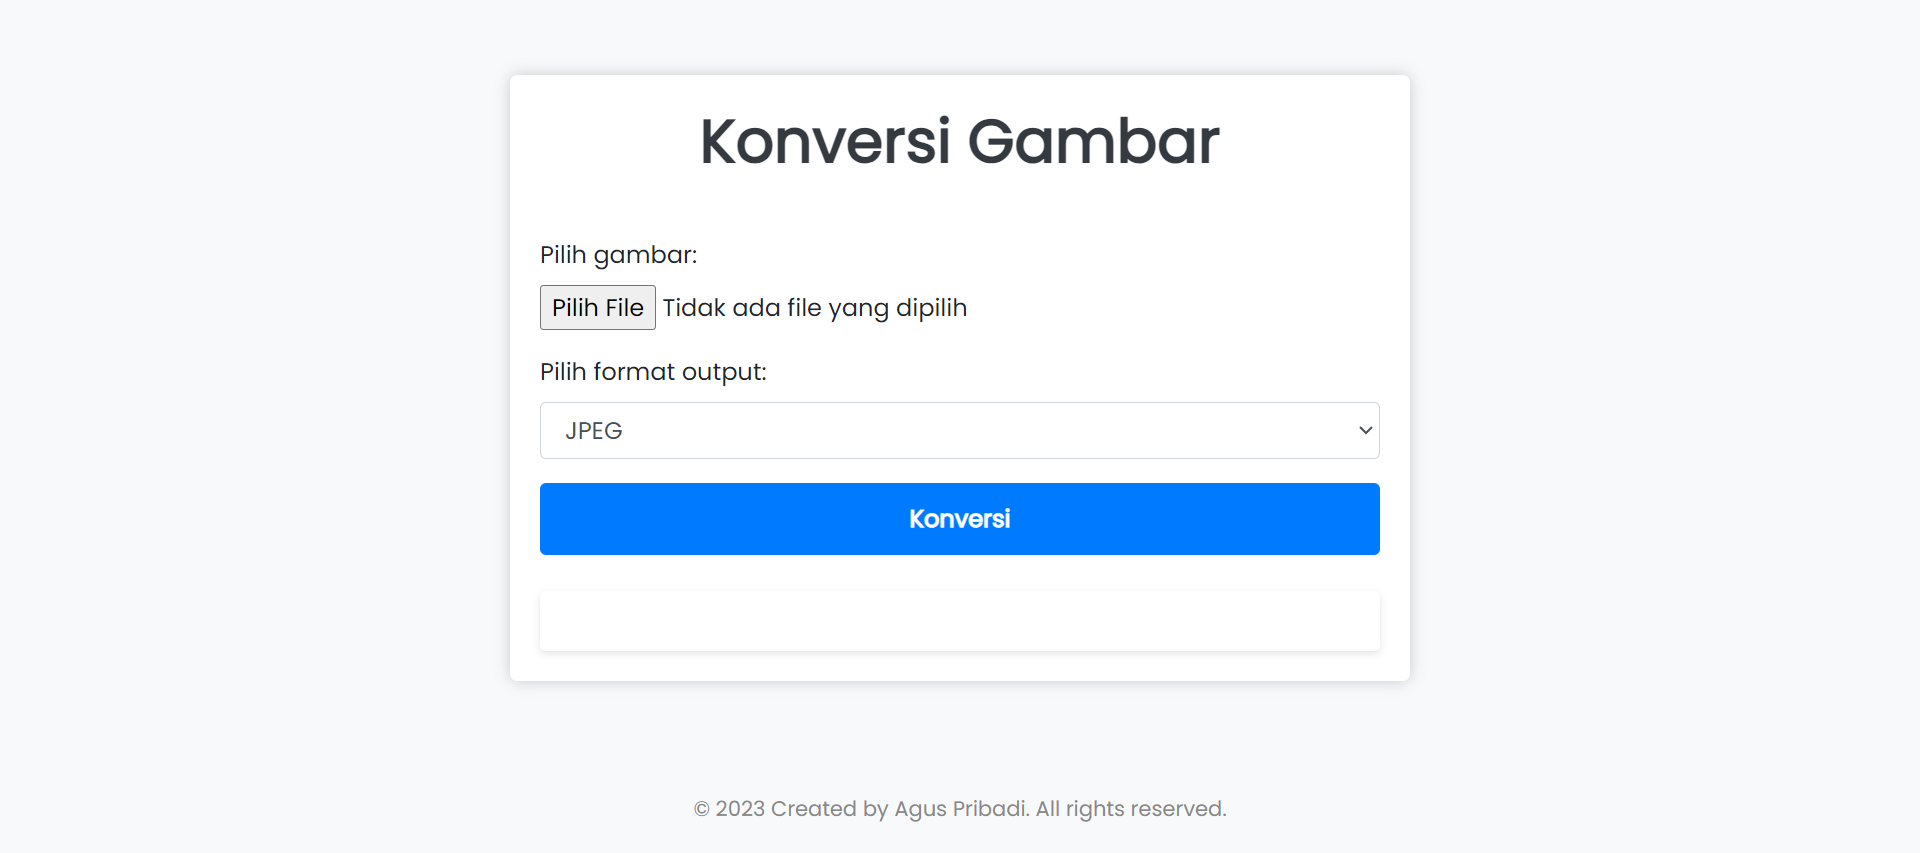 Konversi Gambar
Pilih gambar:
Pilih File Tidak ada file yang dipilih
Pilih format output:
JPEG
Konversi
© 2023 Created by Agus Pribadi. All rights reserved.